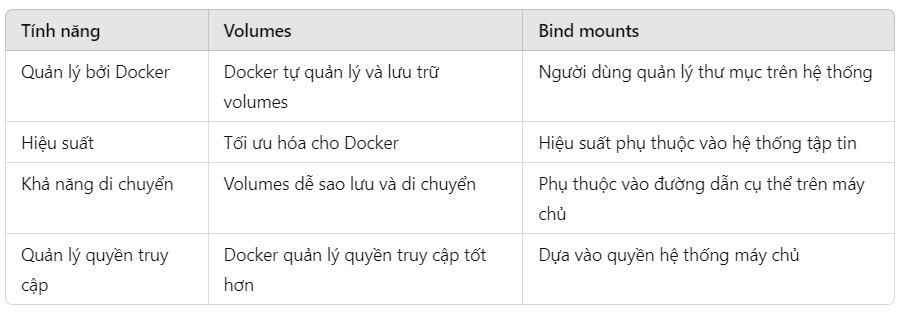 Tính năng Volumes Bind mounts
Quản lý bởi Docker Docker tự quản lý và lưu trữ Người dùng quản lý thư mục trên hệ thống
volumes
Hiệu suất Tối ưu hóa cho Docker Hiệu suất phụ thuộc vào hệ thống tập tin
Khả năng di chuyển Volumes dễ sao lưu và di chuyển Phụ thuộc vào đường dẫn cụ thể trên máy
chủ
Quản lý quyền truy Docker quản lý quyền truy cập tốt Dựa vào quyền hệ thống máy chủ
cập hơn